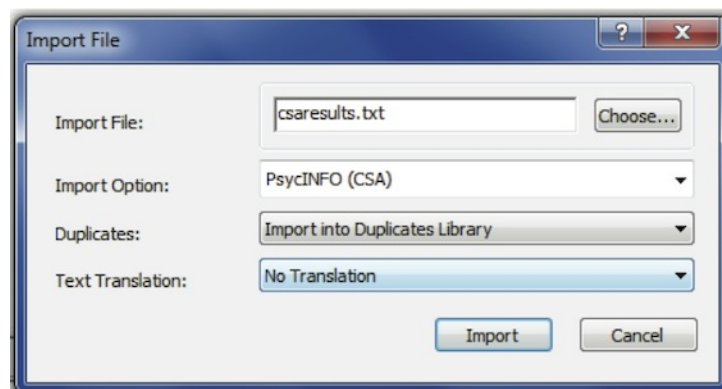 Import File
?
x
Import File:
csaresults.txt
Choose...
Import Option:
PsycINFO (CSA)
Duplicates:
Import into Duplicates Library
Text Translation:
No Translation
Import
Cancel